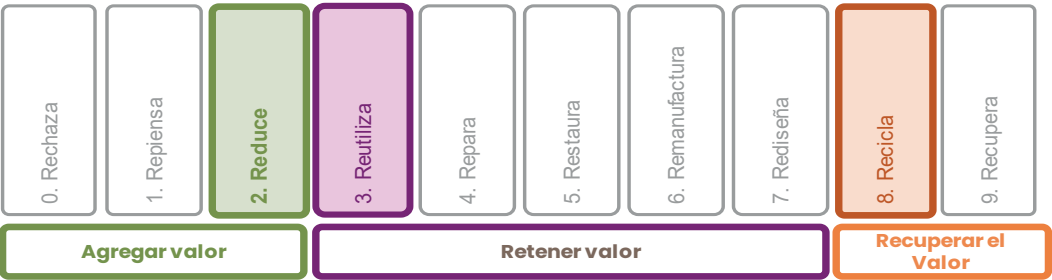 0. Rechaza
1. Repiensa
2. Reduce
3. Reutiliza
4. Repara
5. Restaura
6. Remanufactura
7. Rediseña
8. Recicla
9. Recupera
Agregar valor
Retener valor
Recuperar el
Valor